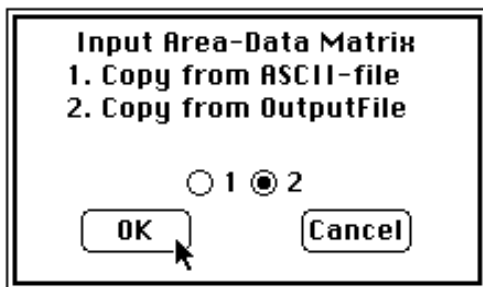 Input Area-Data Matrix
1. Copy from ASCII-file
2. Copy from OutputFile
1 2
OK Cancel